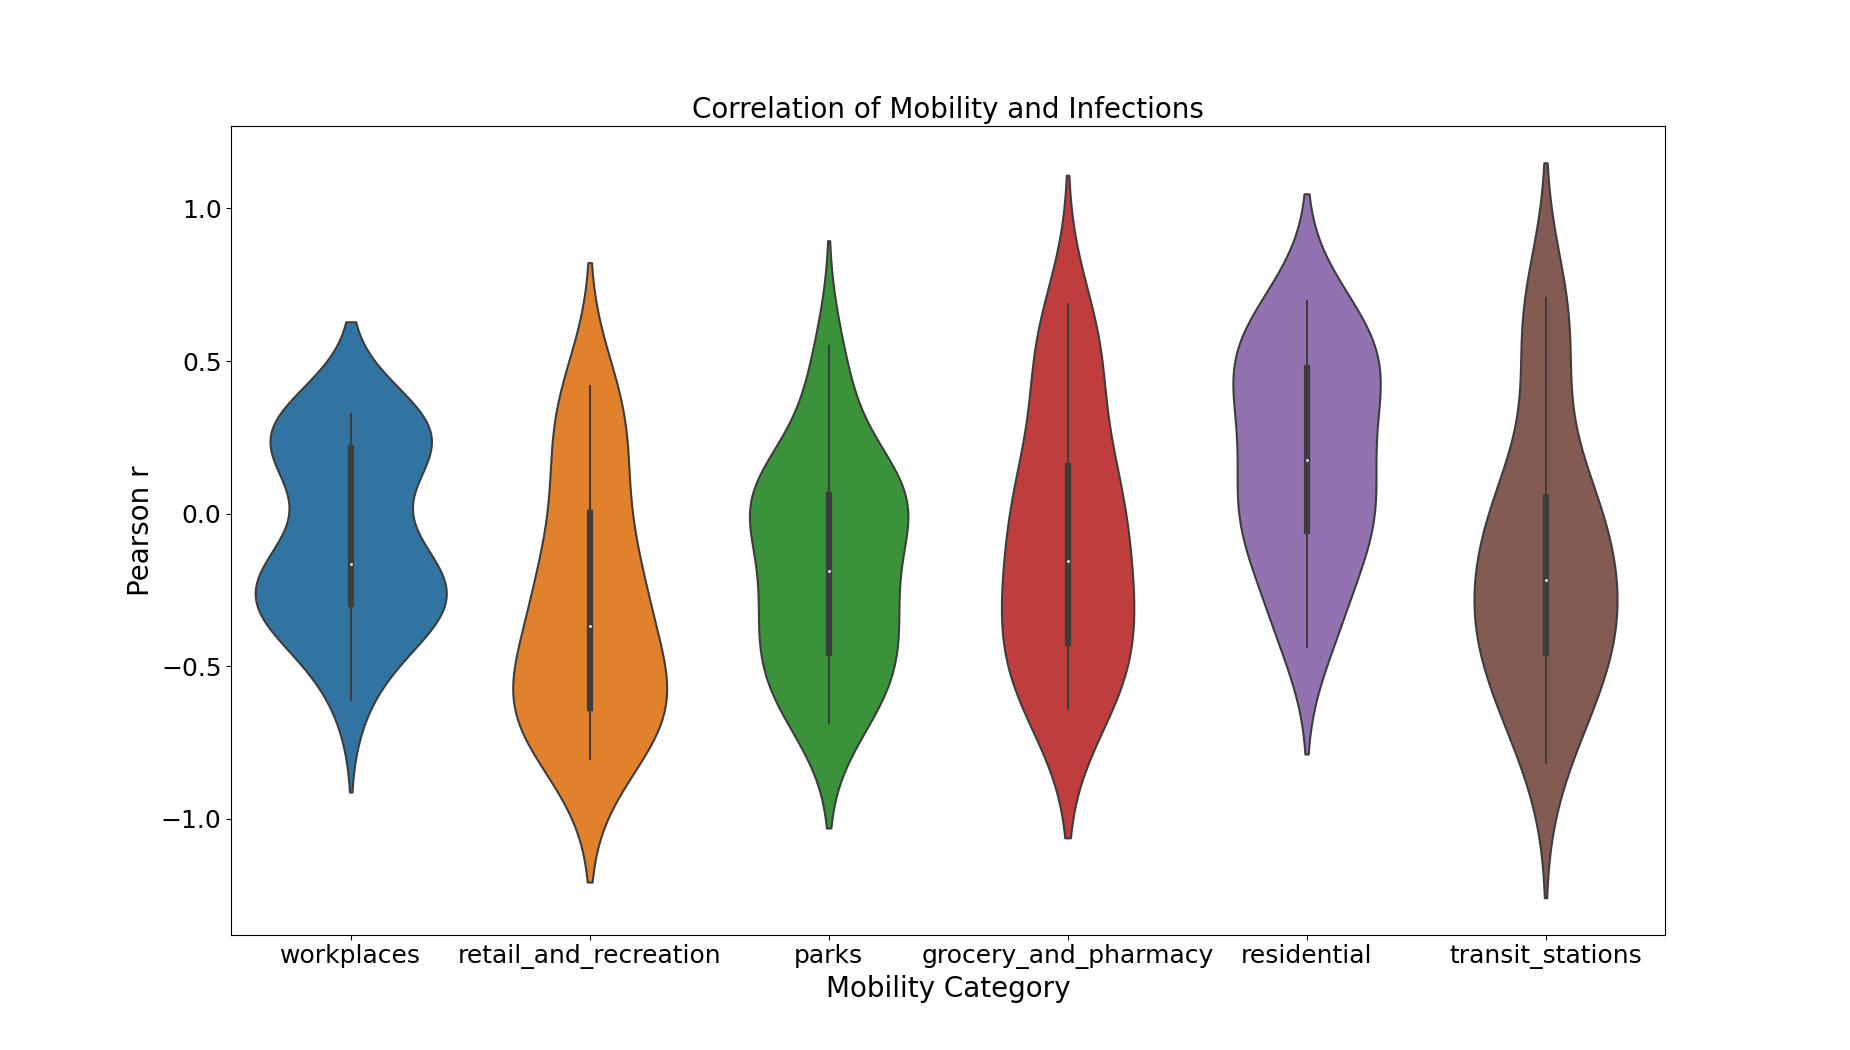 Correlation of Mobility and Infections
1.0
0.5
0.0
−0.5
−1.0
Pearson r
workplaces retail_and_recreation parks grocery_and_pharmacy residential transit_stations
Mobility Category